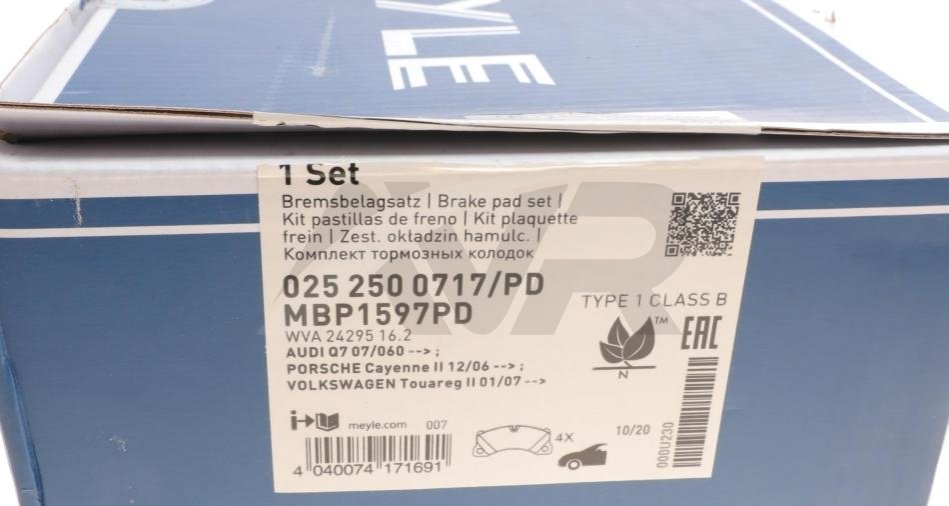 YLE
1 Set
Bremsbelagsatz | Brake pad set |
Kit pastillas de freno | Kit plaquette
frein | Zest. okładzin hamulc. |
Комплект тормозных колодок
025 250 0717/PD
MBP1597PD
TYPE 1 CLASS B
WVA 24295 16.2
AUDI Q7 07/060 --> ;
PORSCHE Cayenne II 12/06 --> ;
VOLKSWAGEN Touareg II 01/07 -->
TM
N
EAC
i
meyle.com 007
4X
10/20
000U230
4 040074 171691